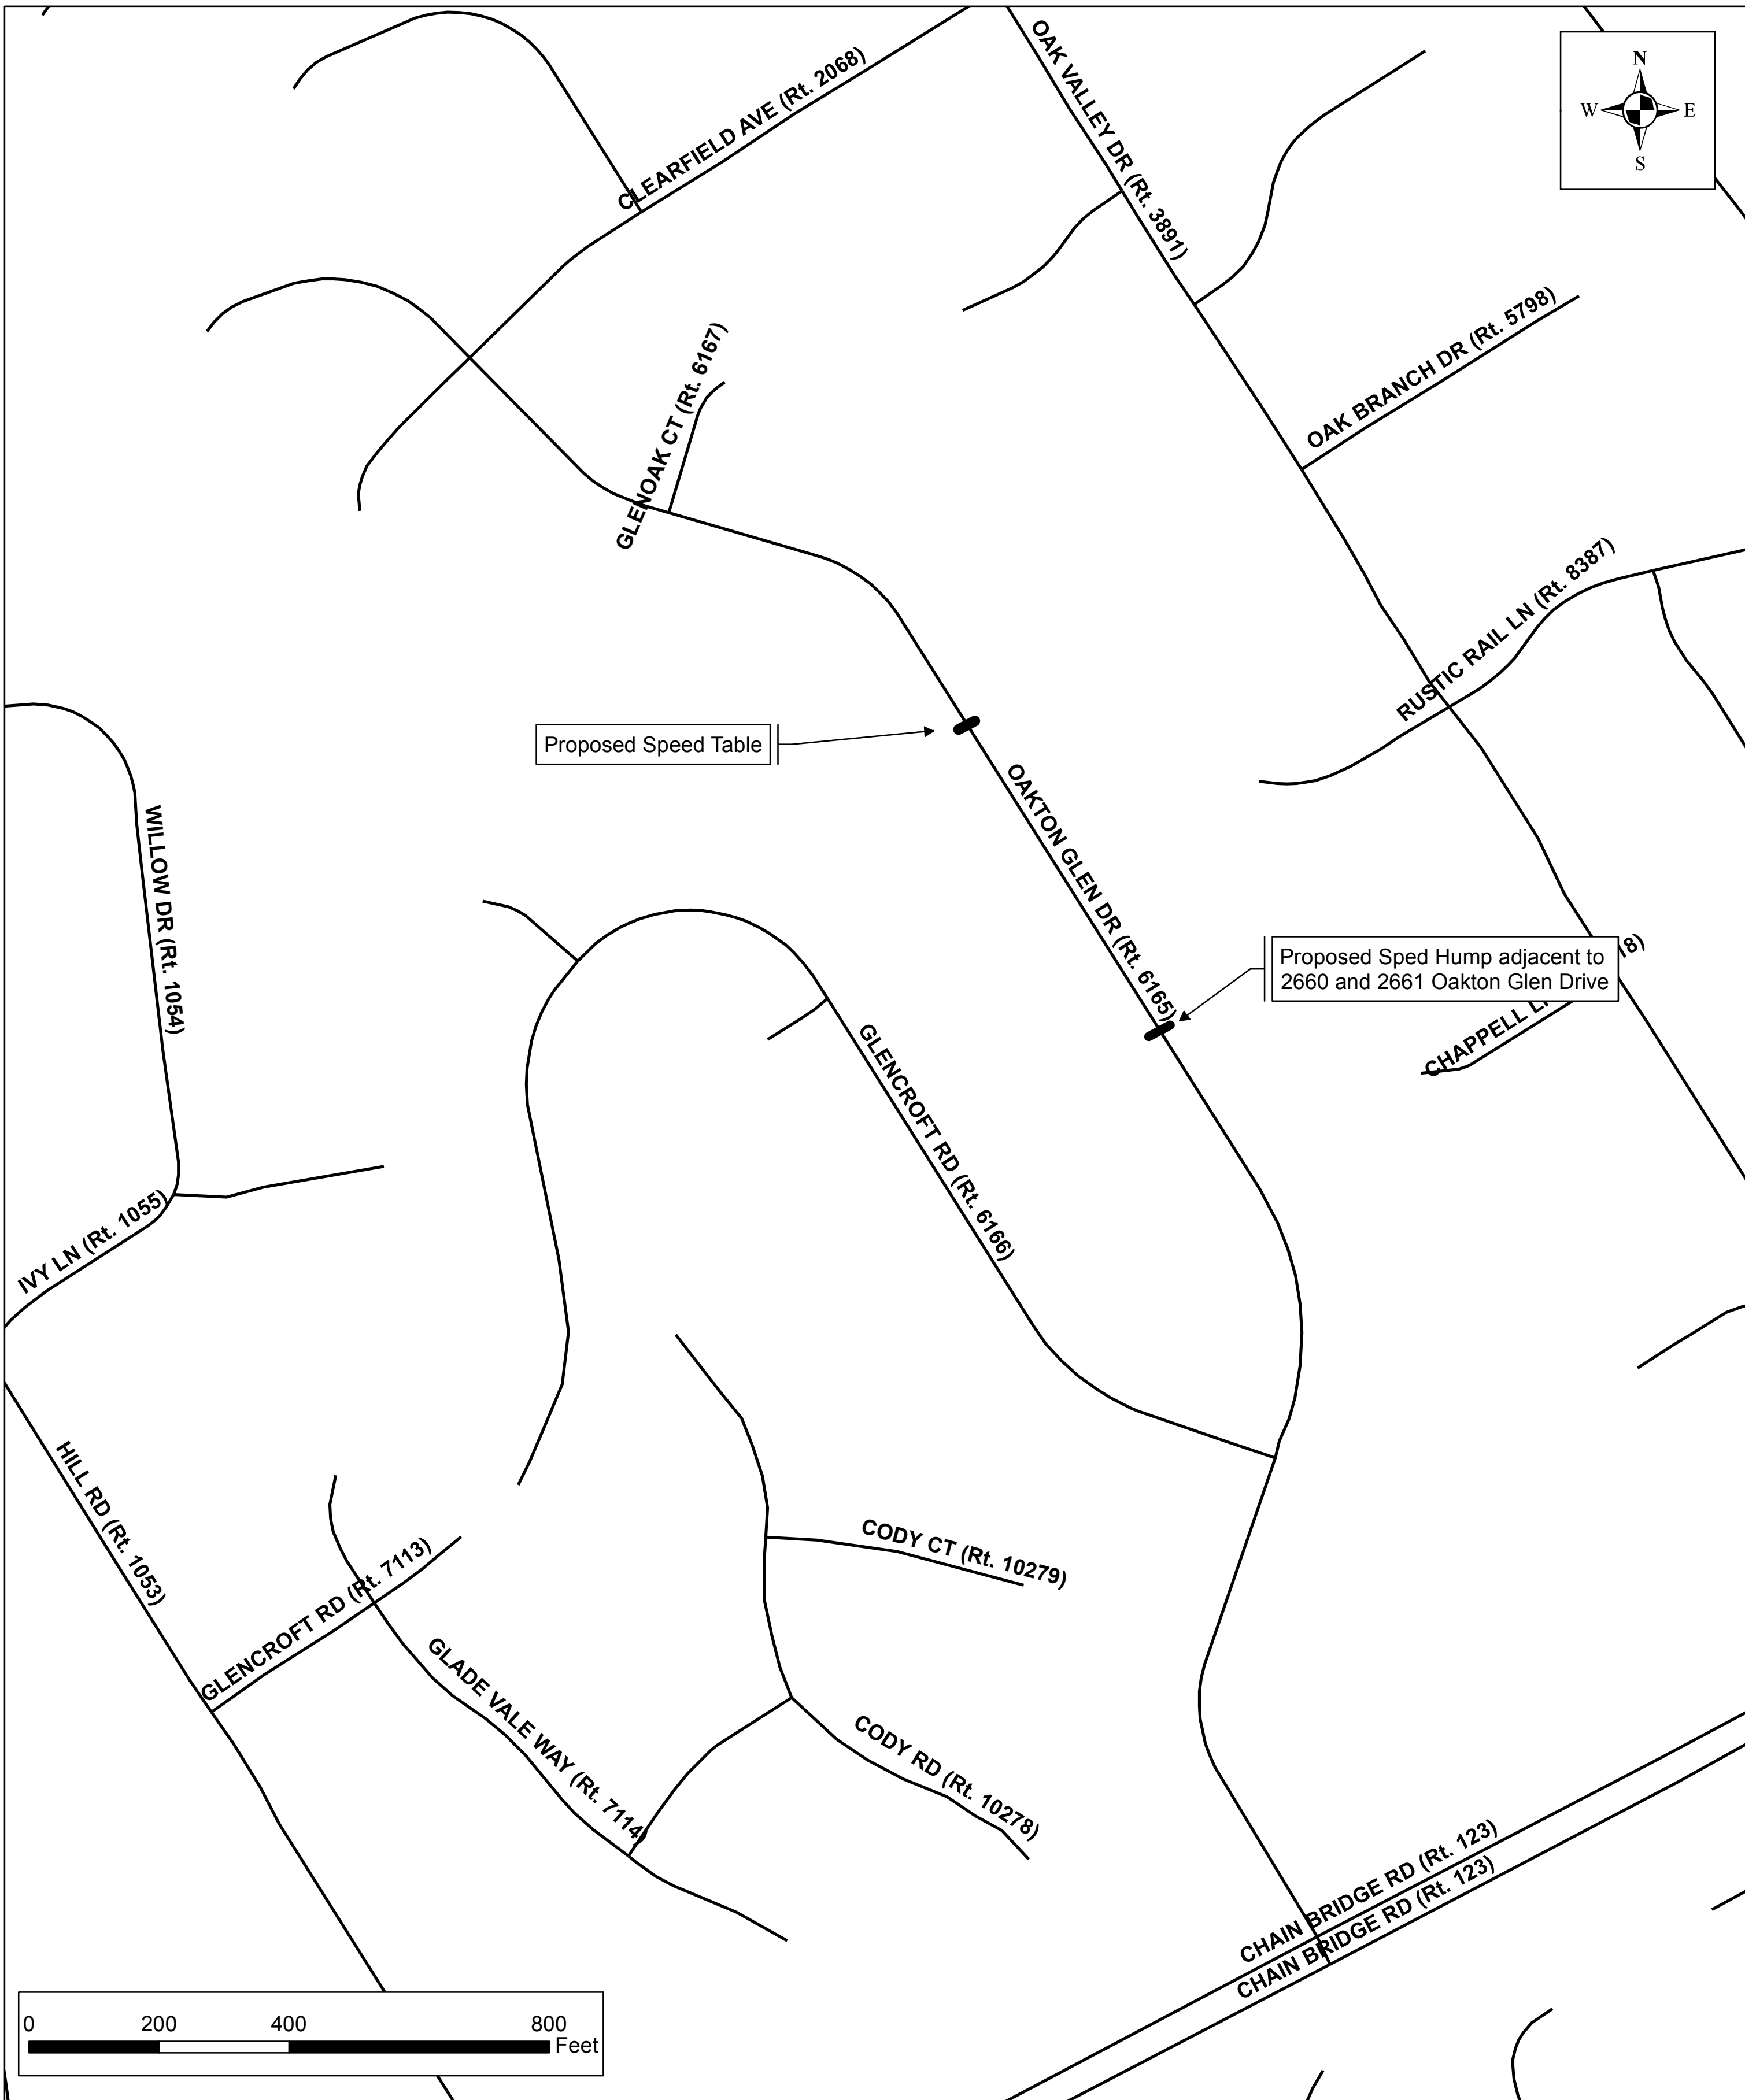 CLEARFIELD AVE (Rt. 2068)
OAK VALLEY DR (Rt. 3891)
N
W E
S
GLENOAK CT (Rt. 6167)
OAK BRANCH DR (Rt. 5798)
RUSTIC RAIL LN (Rt. 8387)
Proposed Speed Table
OAKTON GLEN DR (Rt. 6165)
WILLOW DR (Rt. 1054)
Proposed Sped Hump adjacent to
2660 and 2661 Oakton Glen Drive
CHAPPELL 8)
GLENCROFT RD (Rt. 6166)
IVY LN (Rt. 1055)
HILL RD (Rt. 1053)
GLENCROFT RD (Rt. 7113)
CODY CT (Rt. 10279)
GLADE VALE WAY (Rt. 7114)
CODY RD (Rt. 10278)
CHAIN BRIDGE RD (Rt. 123)
CHAIN BRIDGE RD (Rt. 123)
0 200 400 800
Feet